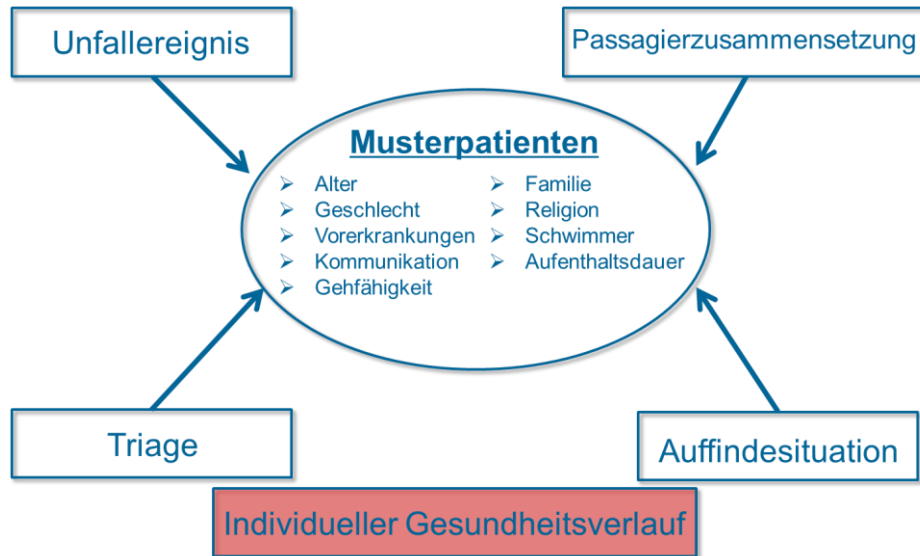 Unfallereignis
Passagierzusammensetzung
Musterpatienten
Alter
Geschlecht
Vorerkrankungen
Kommunikation
Gehfähigkeit
Familie
Religion
Schwimmer
Aufenthaltsdauer
Triage
Auffindesituation
Individueller Gesundheitsverlauf